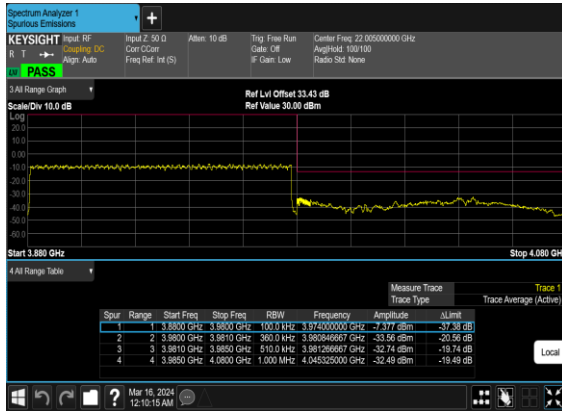 Spectrum Analyzer 1
Spurious Emissions
KEYSIGHT Input: RF Input Z: 50 Ω Atten: 10 dB Trig: Free Run Center Freq: 22.005000000 GHz
R T Coupling: DC Corr CCorr Gate: Off Avg|Hold: 100/100
Align: Auto Freq Ref: Int (S) IF Gain: Low Radio Std: None
PASS
3 All Range Graph
Ref Lvl Offset 33.43 dB
Scale/Div 10.0 dB Ref Value 30.00 dBm
Log
20.0
10.0
0.00
-10.0
-20.0
-30.0
-40.0
-50.0
-60.0
Start 3.880 GHz Stop 4.080 GH
4 All Range Table
Measure Trace Trace 1
Trace Type Trace Average (Active)
Spur Range Start Freq Stop Freq RBW Frequency Amplitude ΔLimit
1 1 3.8800 GHz 3.9800 GHz 100.0 kHz 3.974000000 GHz -7.377 dBm -37.38 dB
2 2 3.9800 GHz 3.9810 GHz 360.0 kHz 3.980846667 GHz -33.56 dBm -20.56 dB
3 3 3.9810 GHz 3.9850 GHz 510.0 kHz 3.981266667 GHz -32.74 dBm -19.74 dB
4 4 3.9850 GHz 4.0800 GHz 1.000 MHz 4.045325000 GHz -32.49 dBm -19.49 dB
Local
Mar 16, 2024
12:10:15 AM